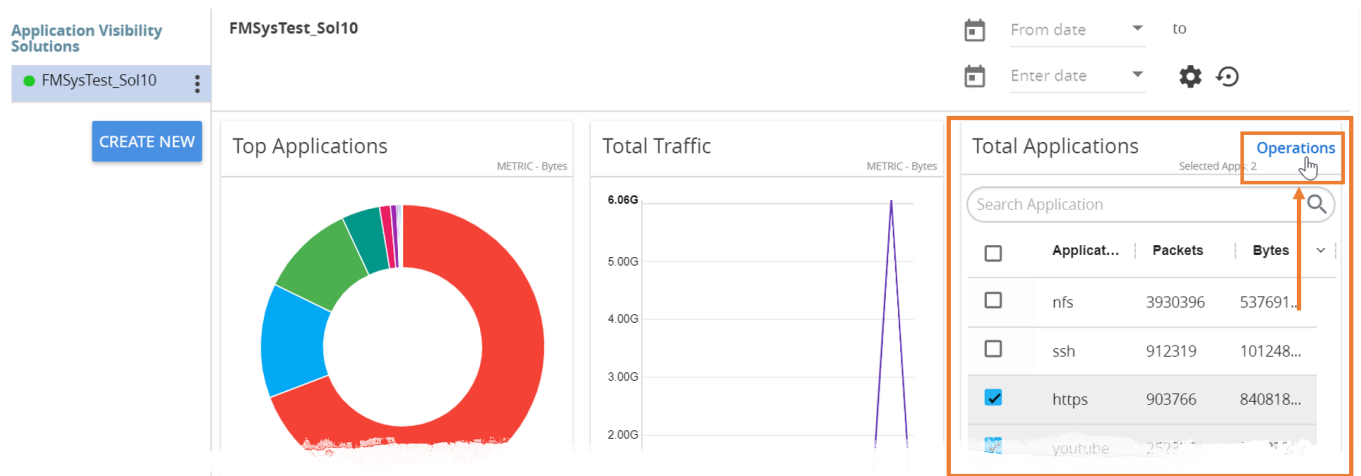 Application Visibility
Solutions
FMSysTest_Sol10
CREATE NEW
FMSysTest_Sol10
From date
to
Enter date
Top Applications
METRIC - Bytes
Total Traffic
METRIC - Bytes
6.06G
5.00G
4.00G
3.00G
2.00G
Total Applications
Operations
Selected Apps: 2
Search Application
Applicat... Packets Bytes
nfs 3930396 537691...
ssh 912319 101248...
https 903766 840818...
youtube